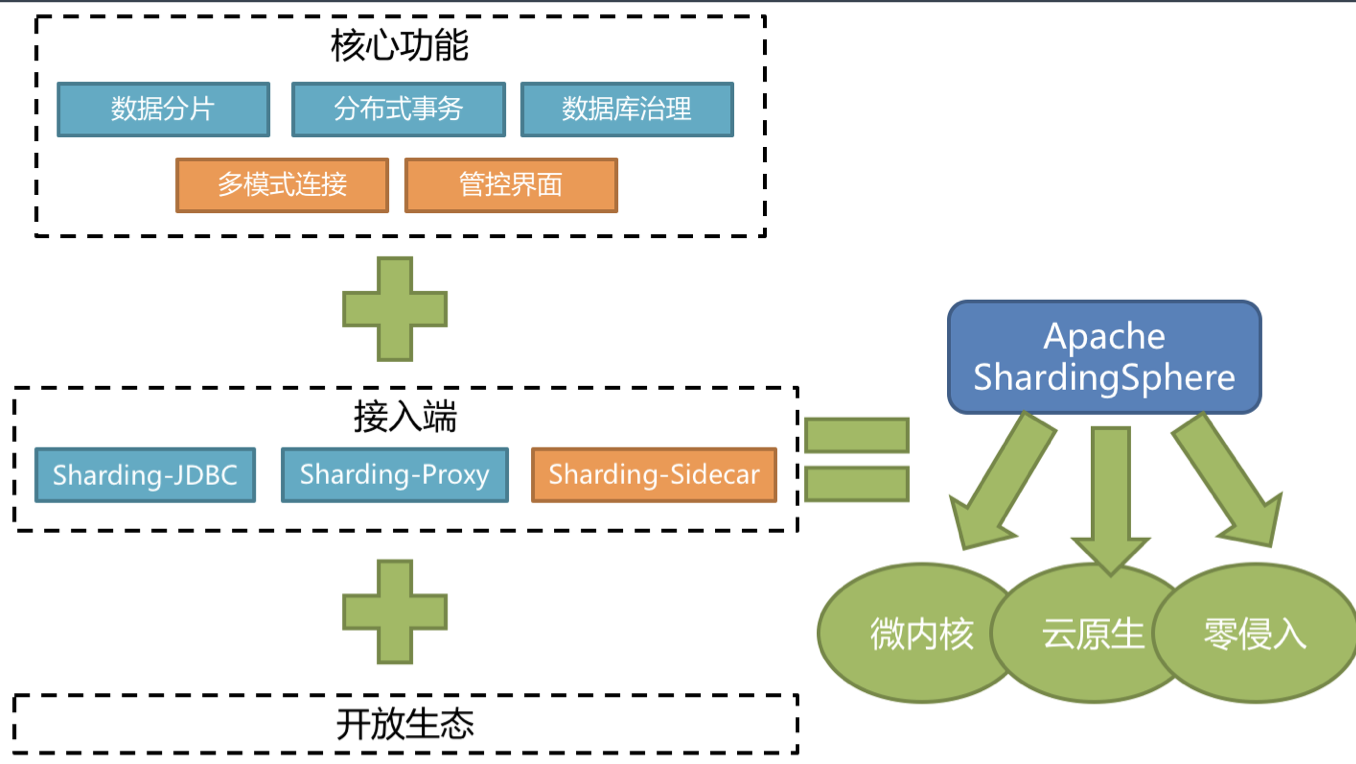 核心功能
数据分片
分布式事务
数据库治理
多模式连接
管控界面
接入端
Sharding-JDBC
Sharding-Proxy
Sharding-Sidecar
开放生态
Apache
ShardingSphere
微内核
云原生
零侵入